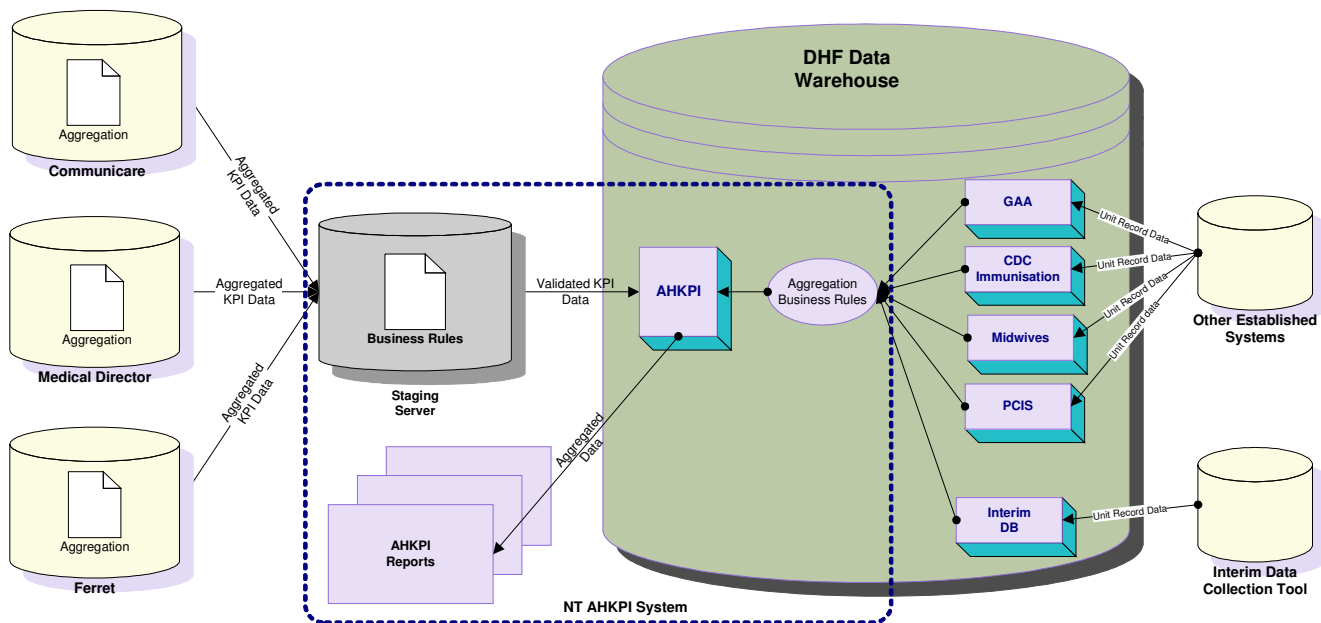 Aggregation
Communicare
Aggregated
KPI Data
Aggregation
Medical Director
Aggregated
KPI Data
Aggregation
Ferret
Aggregated
KPI Data
Business Rules
Staging
Server
Validated KPI
Data
DHF Data
Warehouse
AHKPI
Aggregation
Business Rules
Aggregated
Data
AHKPI
Reports
NT AHKPI System
GAA
CDC
Immunisation
Midwives
PCIS
Interim
DB
Unit Record Data
Unit Record Data
Unit Record Data
Unit Record data
Unit Record Data
Other Established
Systems
Interim Data
Collection Tool